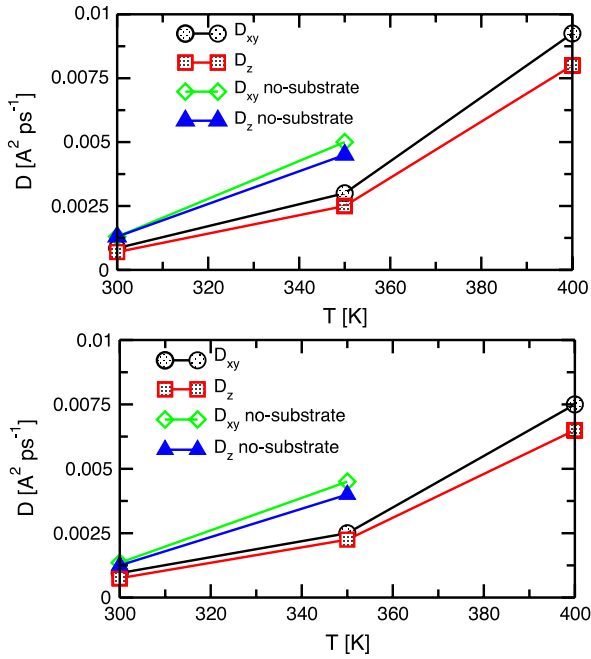 0.01
0.0075
0.005
0.0025
0
D [A² ps⁻¹]
D_xy
D_z
D_xy no-substrate
D_z no-substrate
300 320 340 360 380 400
T [K]
0.01
0.0075
0.005
0.0025
0
D [A² ps⁻¹]
D_xy
D_z
D_xy no-substrate
D_z no-substrate
300 320 340 360 380 400
T [K]